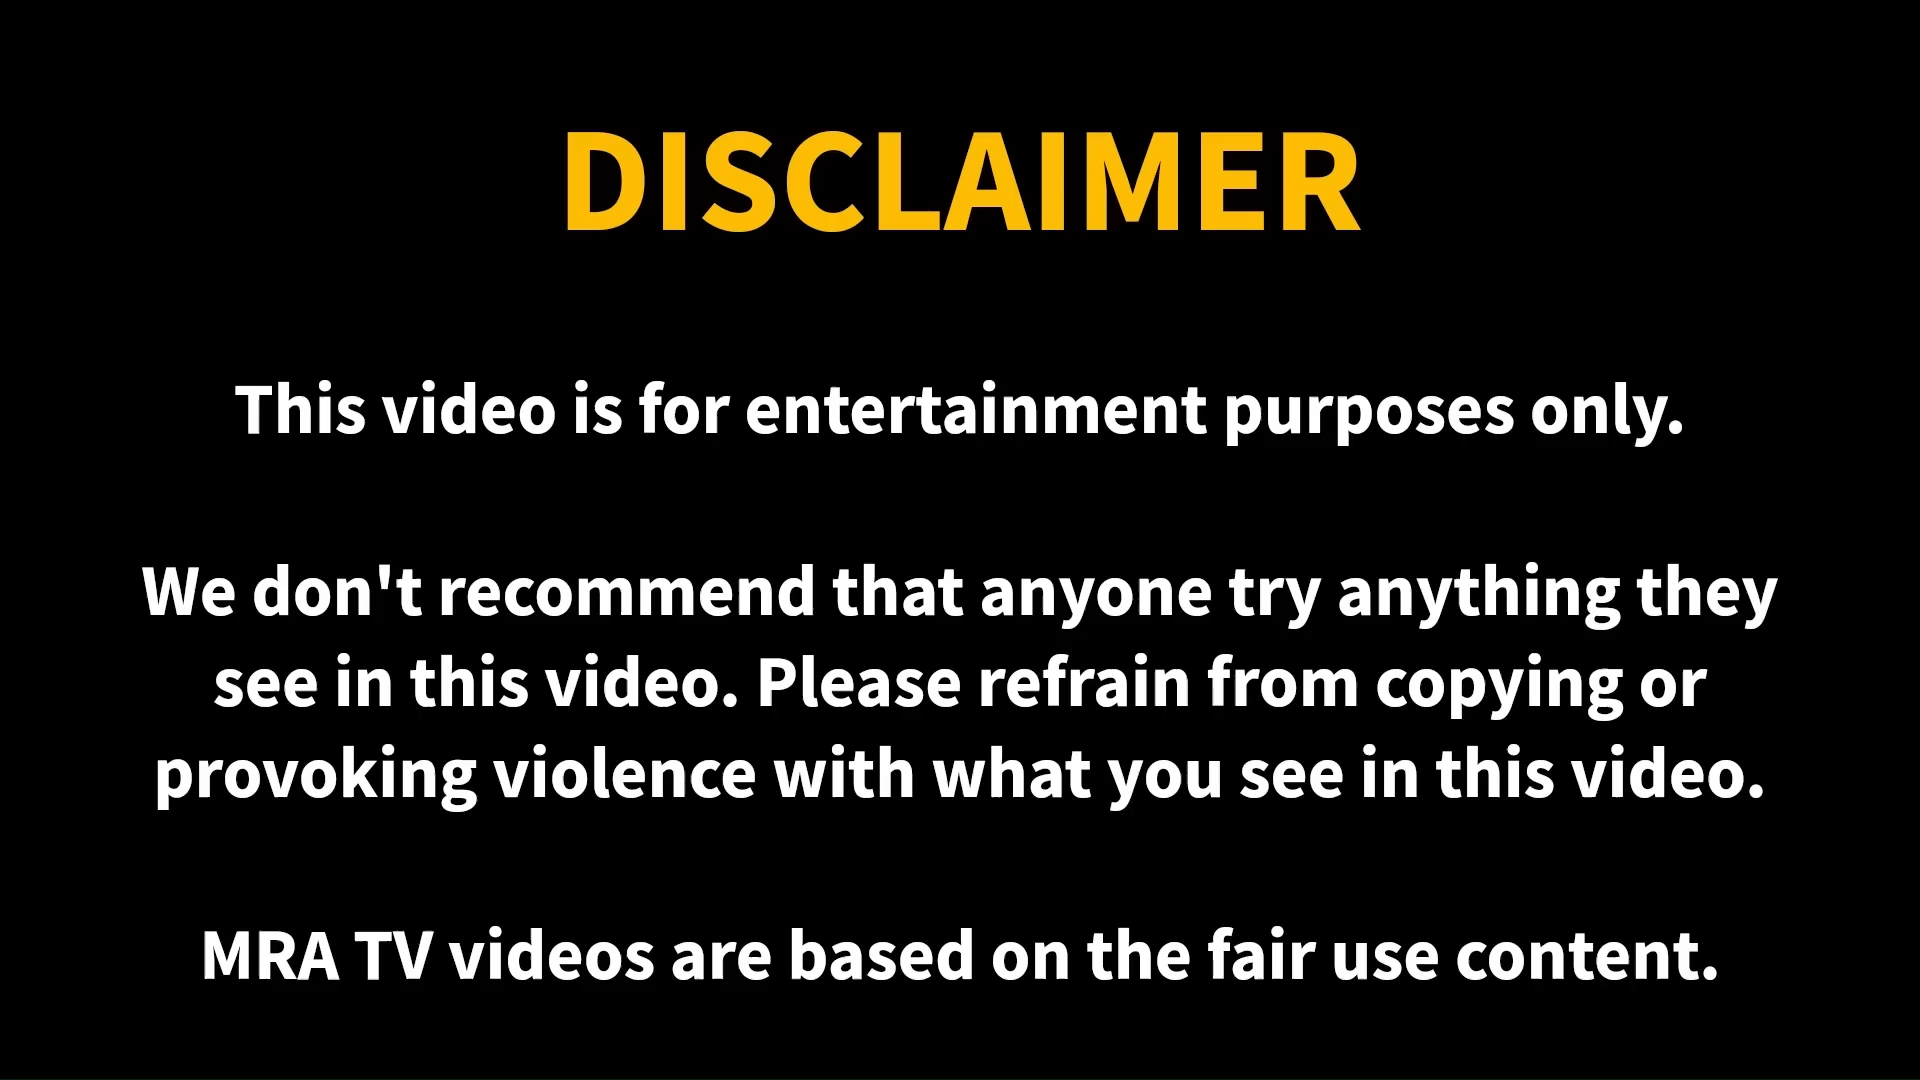 DISCLAIMER
This video is for entertainment purposes only.
We don't recommend that anyone try anything they
see in this video. Please refrain from copying or
provoking violence with what you see in this video.
MRA TV videos are based on the fair use content.